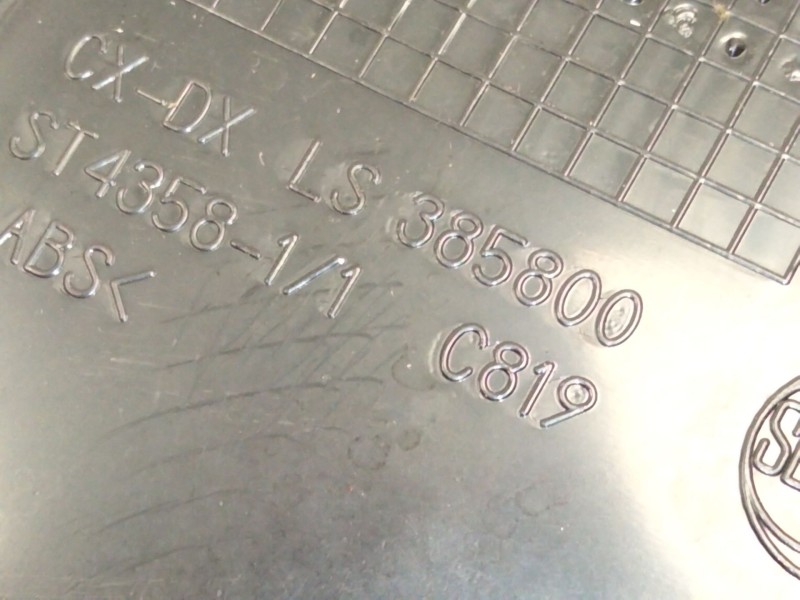 CX-DX LS 385800
ST4358-1/1 C819
ABS<